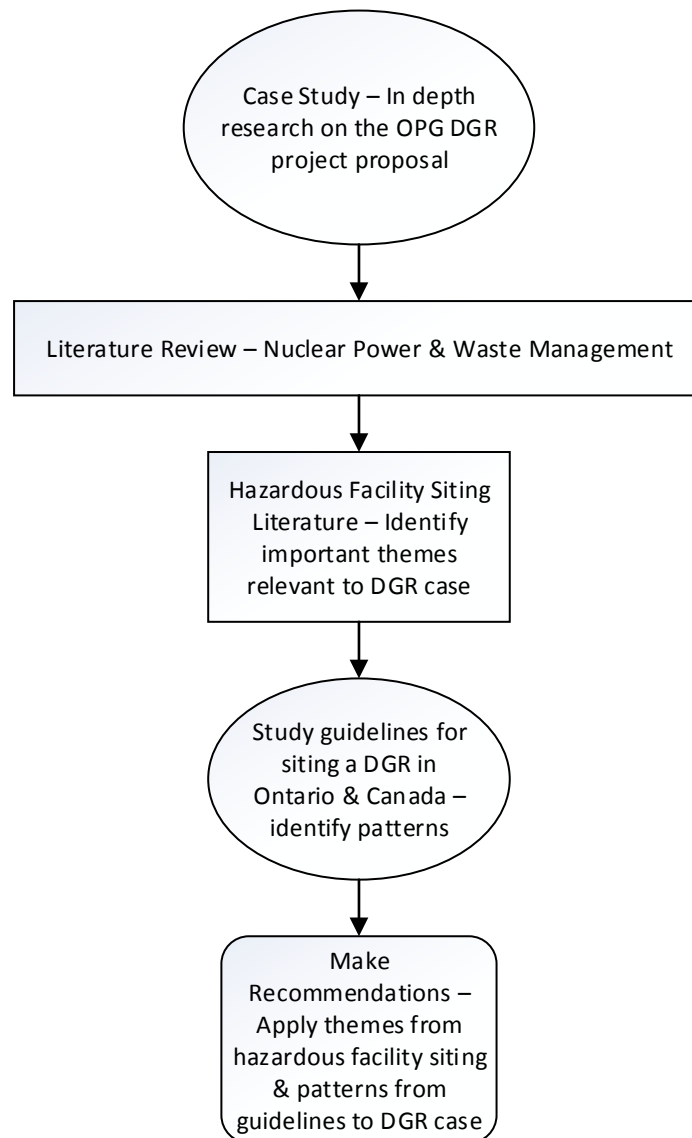 Case Study – In depth
research on the OPG DGR
project proposal
Literature Review – Nuclear Power & Waste Management
Hazardous Facility Siting
Literature – Identify
important themes
relevant to DGR case
Study guidelines for
siting a DGR in
Ontario & Canada –
identify patterns
Make
Recommendations –
Apply themes from
hazardous facility siting
& patterns from
guidelines to DGR case